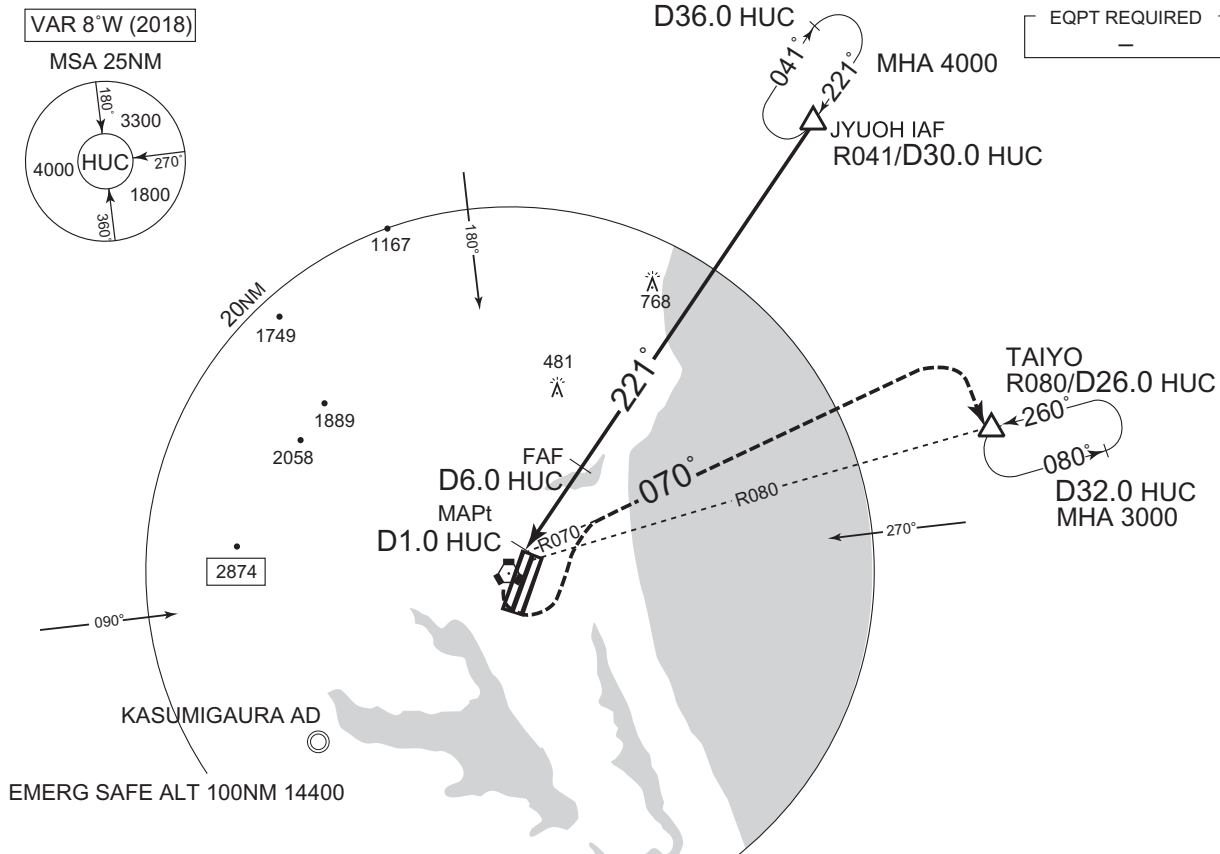 VAR 8°W (2018)
MSA 25NM
180°
3300
4000
HUC
270°
1800
360°
D36.0 HUC
041°
221°
MHA 4000
EQPT REQUIRED
–
JYUOH IAF
R041/D30.0 HUC
1167
180°
20NM
768
1749
481
221°
TAIYO
R080/D26.0 HUC
1889
260°
2058
080°
FAF
D6.0 HUC
070°
R080
D32.0 HUC
MHA 3000
MAPt
D1.0 HUC
R070
270°
2874
090°
KASUMIGAURA AD
EMERG SAFE ALT 100NM 14400